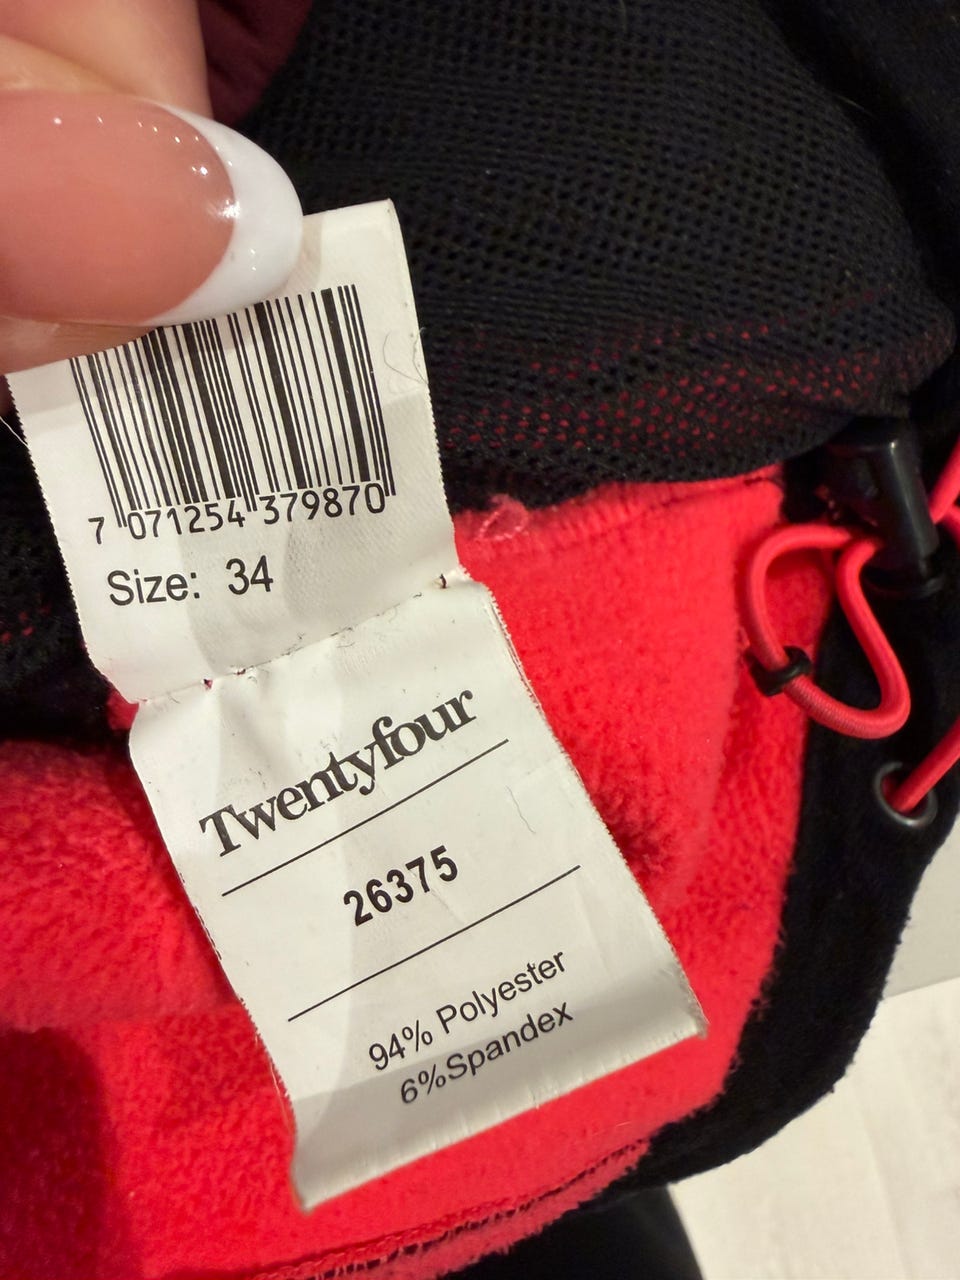 7 071254 379870
Size: 34
Twentyfour
26375
94% Polyester
6%Spandex